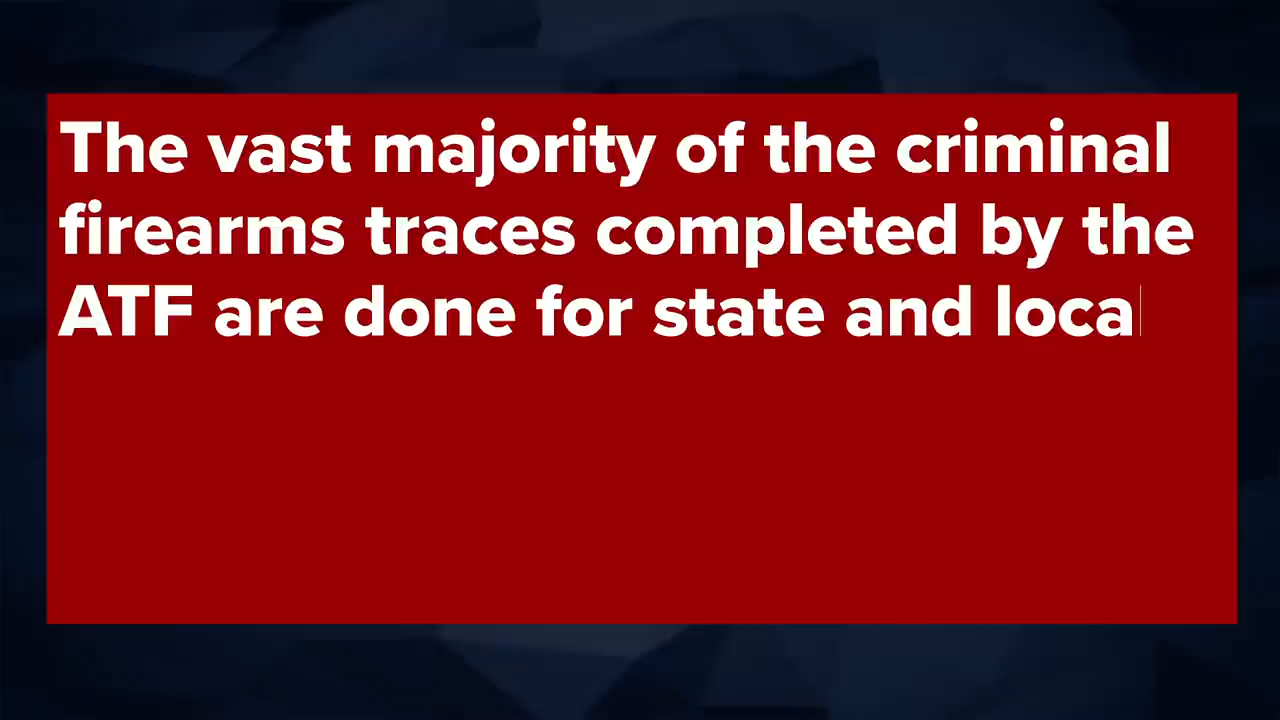 The vast majority of the criminal
firearms traces completed by the
ATF are done for state and loca